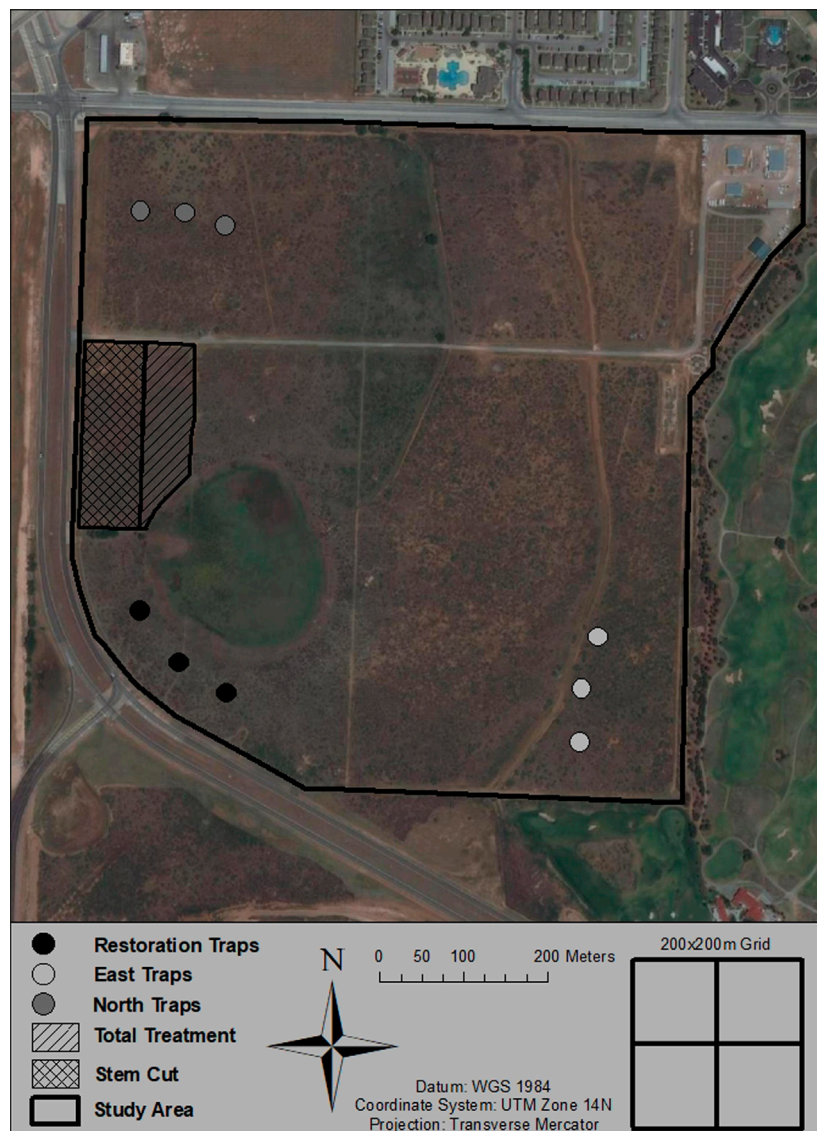 Restoration Traps
East Traps
North Traps
Total Treatment
Stem Cut
Study Area
N
0 50 100 200 Meters
200x200m Grid
Datum: WGS 1984
Coordinate System: UTM Zone 14N
Projection: Transverse Mercator